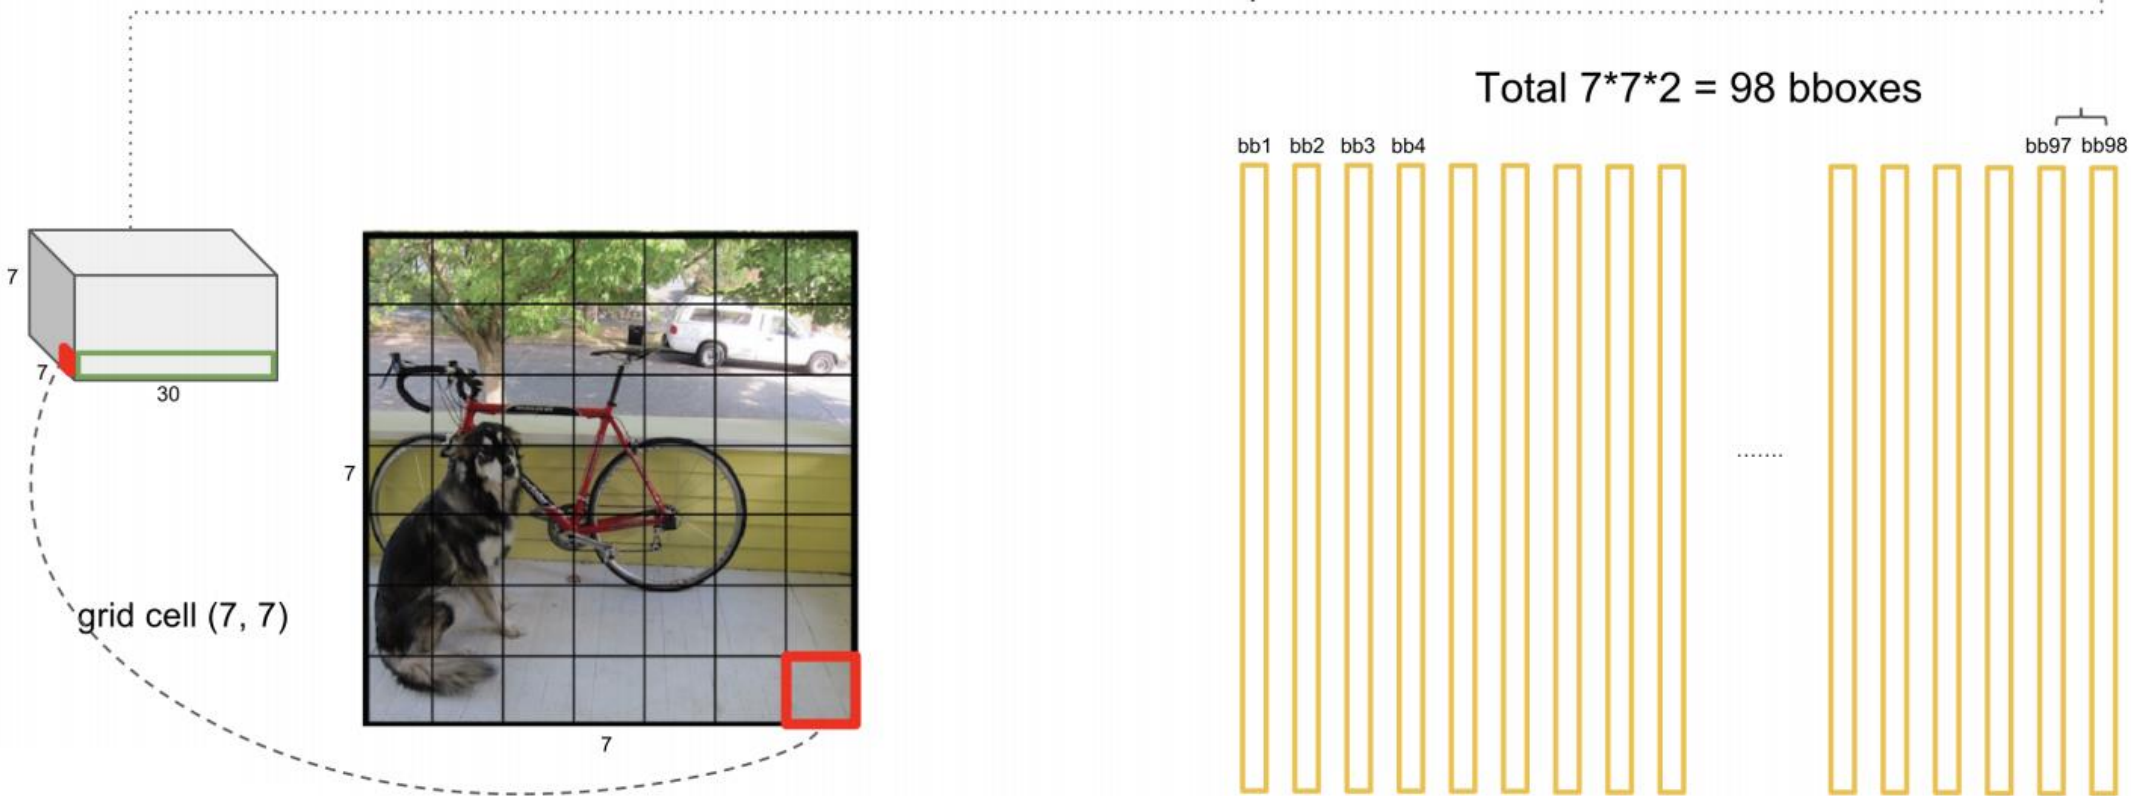 Total 7*7*2 = 98 bboxes
bb1 bb2 bb3 bb4 bb97 bb98
7
7
30
7
.......
grid cell (7, 7)
7